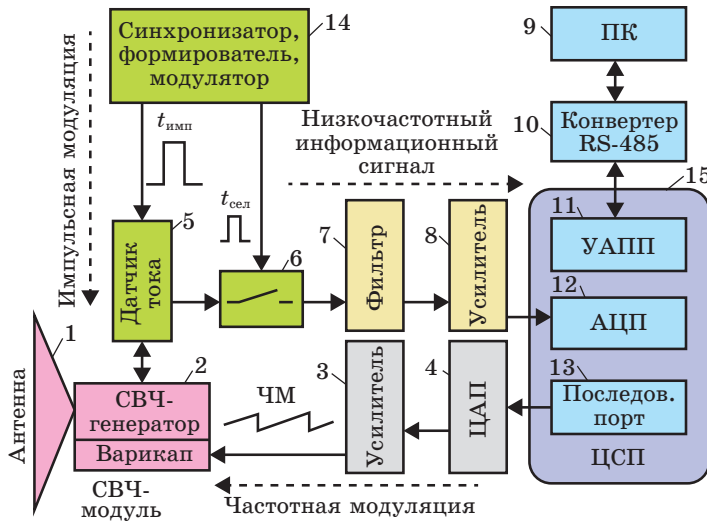 Синхронизатор,
формирователь,
модулятор
14
9
ПК
Импульсная модуляция
10
Конвертер
RS-485
tимп
Низкочастотный
информационный
сигнал
15
tсел
5
Датчик
тока
6
7
Фильтр
8
Усилитель
11
УАПП
12
АЦП
1
Антенна
2
СВЧ-
генератор
Варикап
СВЧ-
модуль
ЧМ
3
Усилитель
4
ЦАП
13
Последов.
порт
ЦСП
Частотная модуляция